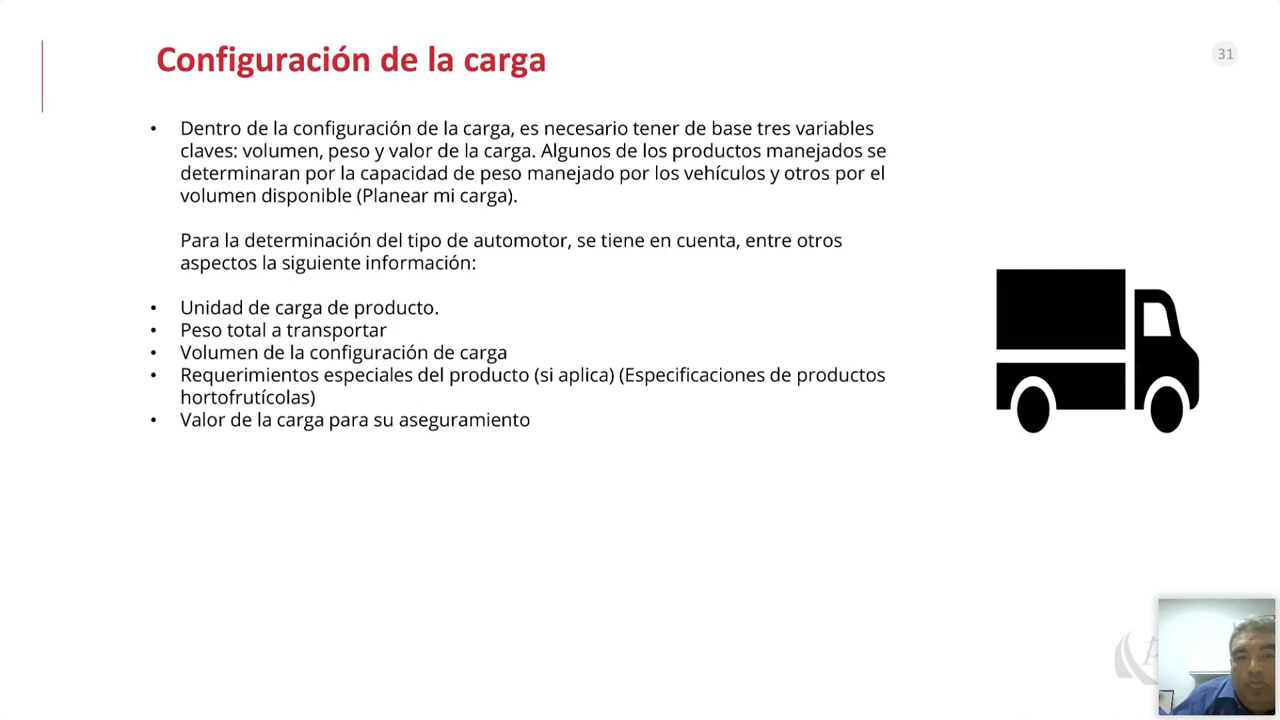 Configuración de la carga
31
• Dentro de la configuración de la carga, es necesario tener de base tres variables
claves: volumen, peso y valor de la carga. Algunos de los productos manejados se
determinaran por la capacidad de peso manejado por los vehículos y otros por el
volumen disponible (Planear mi carga).
Para la determinación del tipo de automotor, se tiene en cuenta, entre otros
aspectos la siguiente información:
• Unidad de carga de producto.
• Peso total a transportar
• Volumen de la configuración de carga
• Requerimientos especiales del producto (si aplica) (Especificaciones de productos
hortofrutícolas)
• Valor de la carga para su aseguramiento